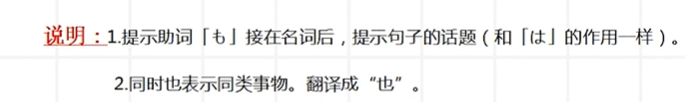 说明：1.提示助词「も」接在名词后，提示句子的话题（和「は」的作用一样）。
2.同时也表示同类事物。翻译成“也”。